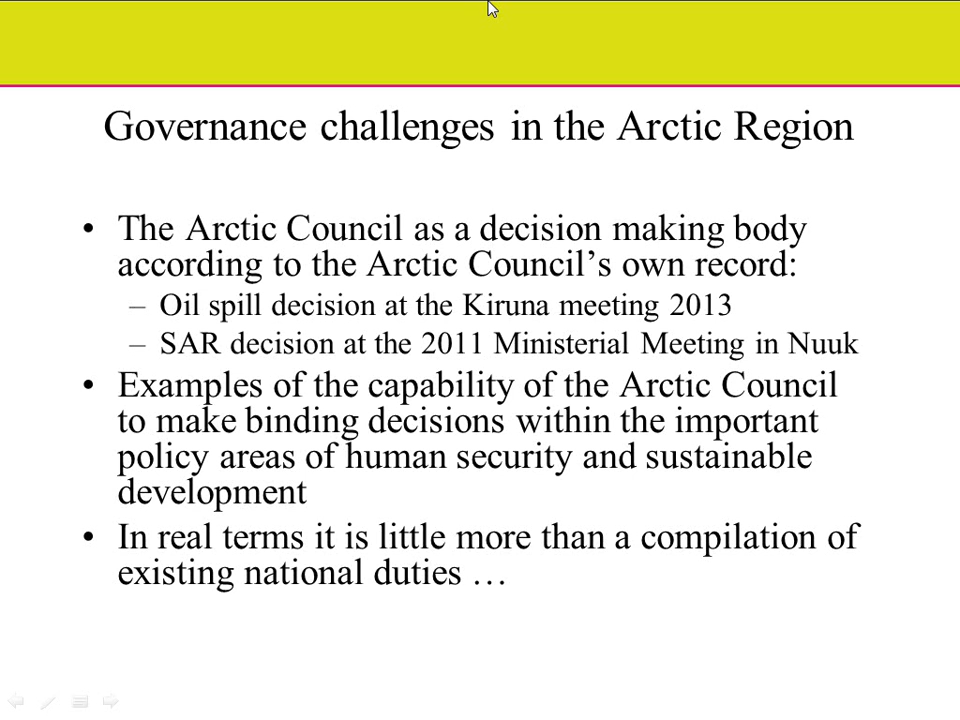 Governance challenges in the Arctic Region
• The Arctic Council as a decision making body
according to the Arctic Council’s own record:
– Oil spill decision at the Kiruna meeting 2013
– SAR decision at the 2011 Ministerial Meeting in Nuuk
• Examples of the capability of the Arctic Council
to make binding decisions within the important
policy areas of human security and sustainable
development
• In real terms it is little more than a compilation of
existing national duties …